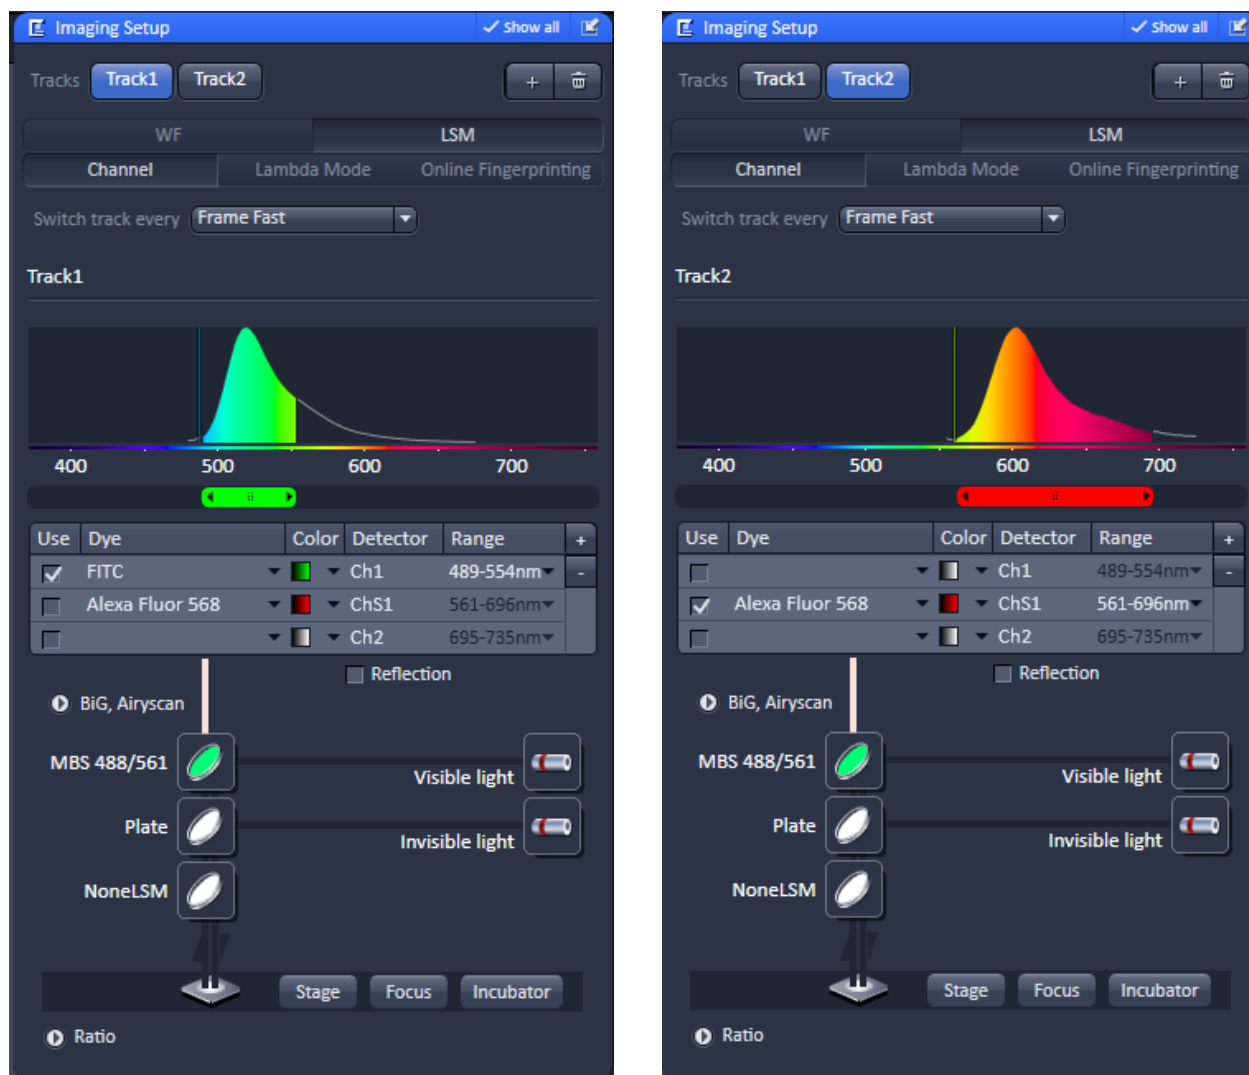 Imaging Setup
Show all
Tracks Track1 Track2 +
WF LSM
Channel Lambda Mode Online Fingerprinting
Switch track every Frame Fast
Track1
400 500 600 700
Use Dye Color Detector Range +
FITC Ch1 489-554nm -
Alexa Fluor 568 ChS1 561-696nm
Ch2 695-735nm
Reflection
BiG, Airyscan
MBS 488/561
Visible light
Plate
Invisible light
NoneLSM
Stage Focus Incubator
Ratio
Imaging Setup
Show all
Tracks Track1 Track2 +
WF LSM
Channel Lambda Mode Online Fingerprinting
Switch track every Frame Fast
Track2
400 500 600 700
Use Dye Color Detector Range +
Ch1 489-554nm -
Alexa Fluor 568 ChS1 561-696nm
Ch2 695-735nm
Reflection
BiG, Airyscan
MBS 488/561
Visible light
Plate
Invisible light
NoneLSM
Stage Focus Incubator
Ratio